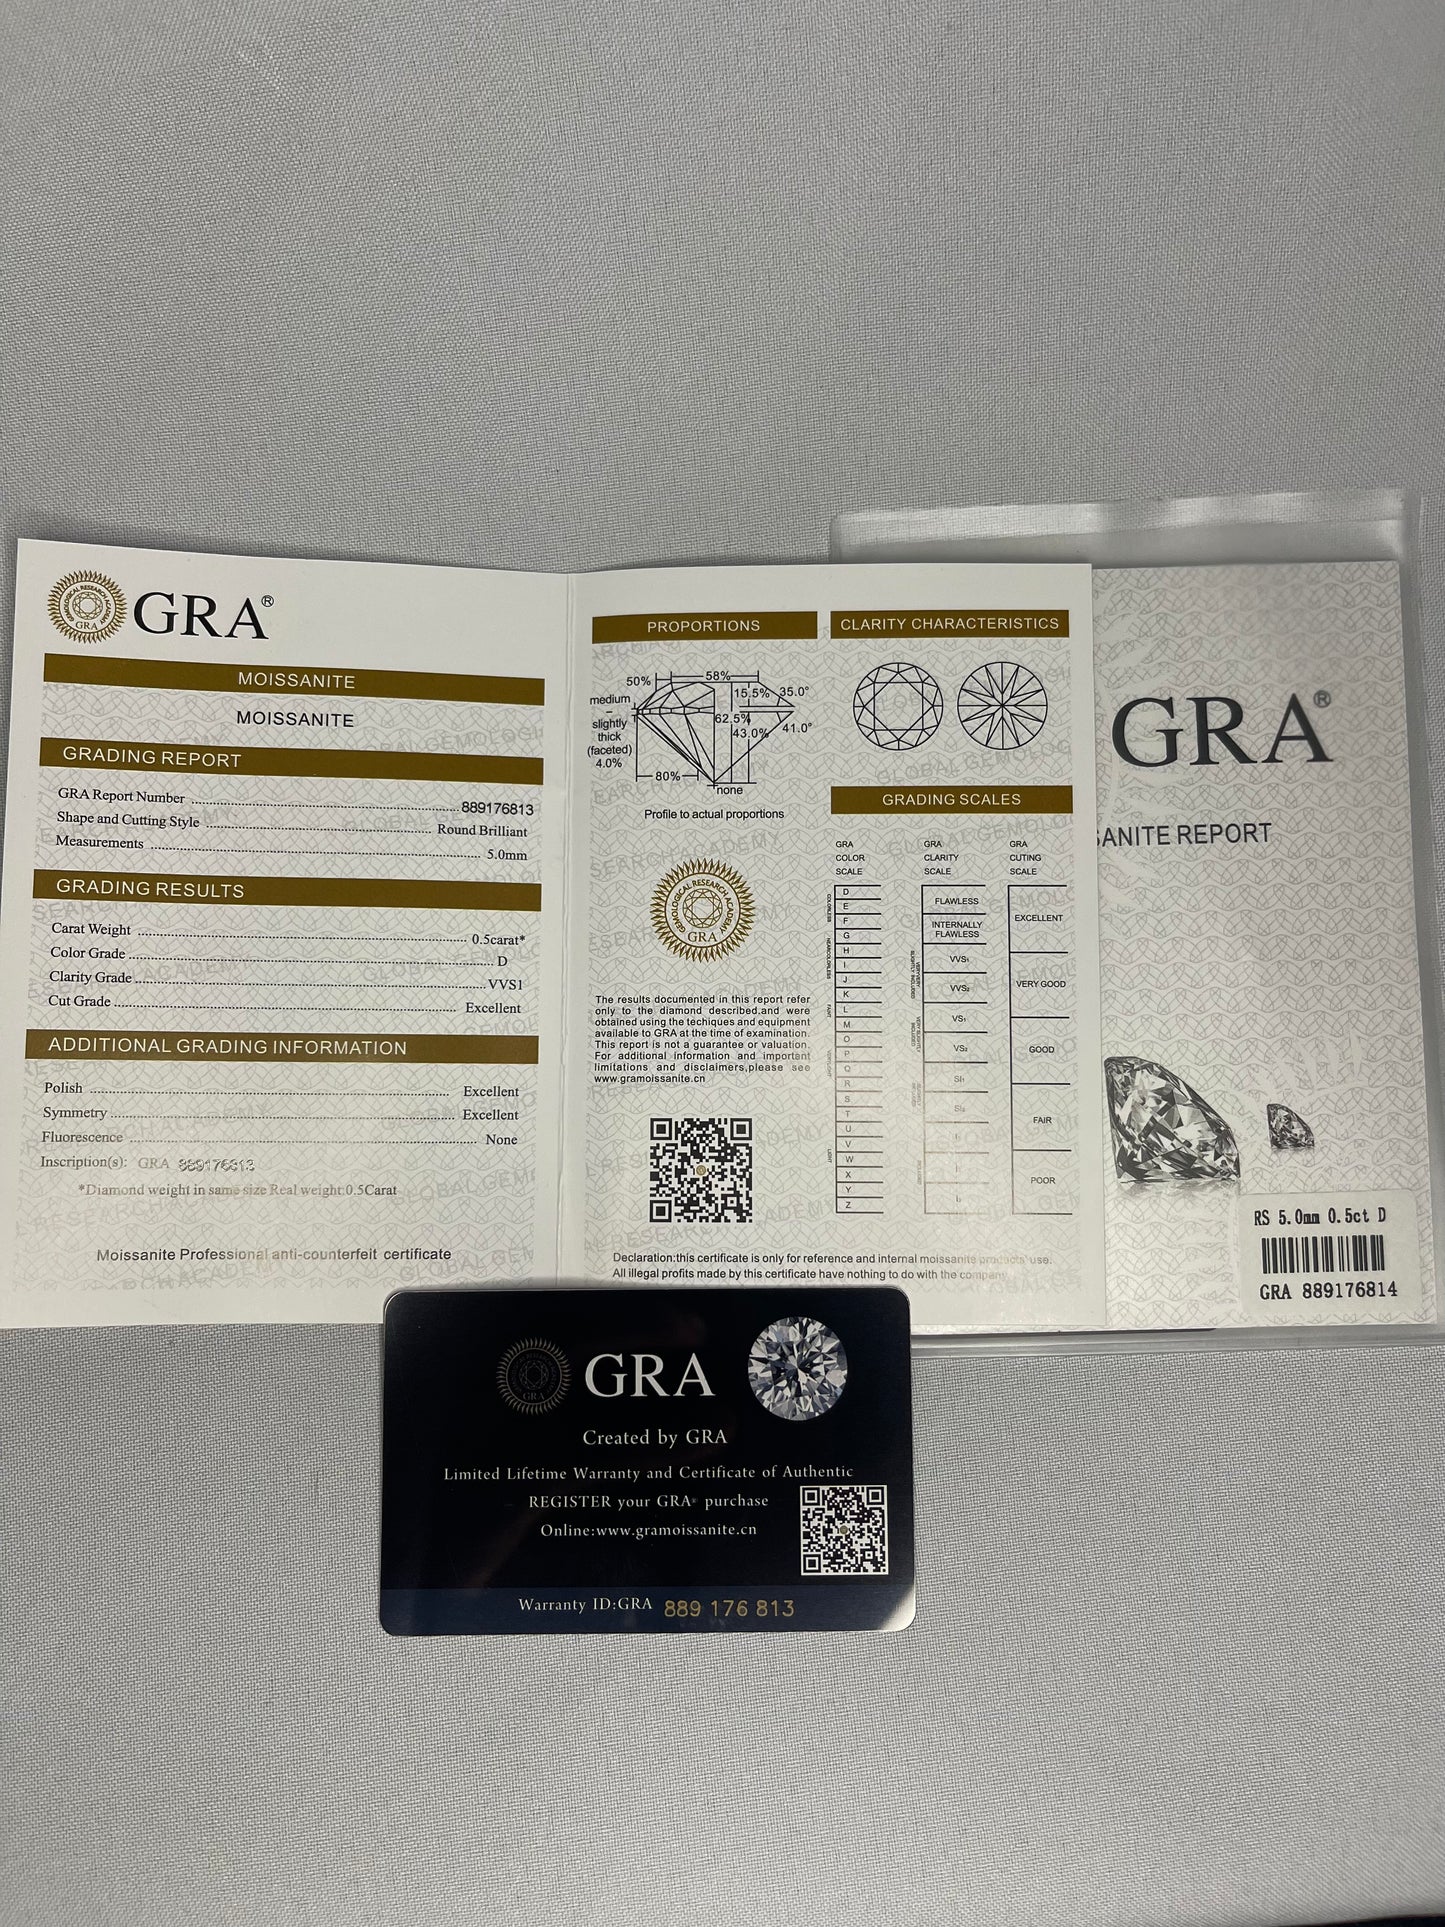 GRA®
MOISSANITE
MOISSANITE
GRADING REPORT
GRA Report Number 889176813
Shape and Cutting Style Round Brilliant
Measurements 5.0mm
GRADING RESULTS
Carat Weight 0.5carat*
Color Grade D
Clarity Grade VVS1
Cut Grade Excellent
ADDITIONAL GRADING INFORMATION
Polish Excellent
Symmetry Excellent
Fluorescence None
Inscription(s): GRA 889176813
*Diamond weight in same size Real weight:0.5Carat
Moissanite Professional anti-counterfeit certificate
PROPORTIONS
50% 58%
15.5% 35.0°
medium
–
slightly
thick
(faceted)
4.0%
62.5%
43.0% 41.0°
80%
none
Profile to actual proportions
GEMOLOGICAL RESEARCH ACADEMY
GRA
The results documented in this report refer
only to the diamond described.and were
obtained using the techiques and equipment
available to GRA at the time of examination.
This report is not a guarantee or valuation.
For additional information and important
limitations and disclaimers,please see
www.gramoissanite.cn
CLARITY CHARACTERISTICS
GRADING SCALES
GRA
COLOR
SCALE
D
E
F
G
H
I
J
K
L
M
O
P
Q
R
S
T
U
V
W
X
Y
Z
GRA
CLARITY
SCALE
FLAWLESS
INTERNALLY
FLAWLESS
VVS1
VVS2
VS1
VS2
SI1
SI2
GRA
CUTING
SCALE
EXCELLENT
VERY GOOD
GOOD
FAIR
POOR
Declaration:this certificate is only for reference and internal moissanite products' use.
All illegal profits made by this certificate have nothing to do with the company
GRA®
SANITE REPORT
RS 5.0mm 0.5ct D
GRA 889176814
GRA
Created by GRA
Limited Lifetime Warranty and Certificate of Authentic
REGISTER your GRA® purchase
Online:www.gramoissanite.cn
Warranty ID:GRA 889 176 813